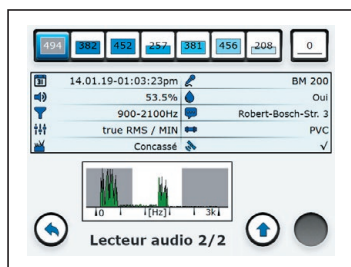 494 382 452 257 381 456 208 0
14.01.19-01:03:23pm BM 200
53.5% Oui
900-2100Hz Robert-Bosch-Str. 3
true RMS / MIN PVC
Concassé √
0 [Hz] 3k
Lecteur audio 2/2